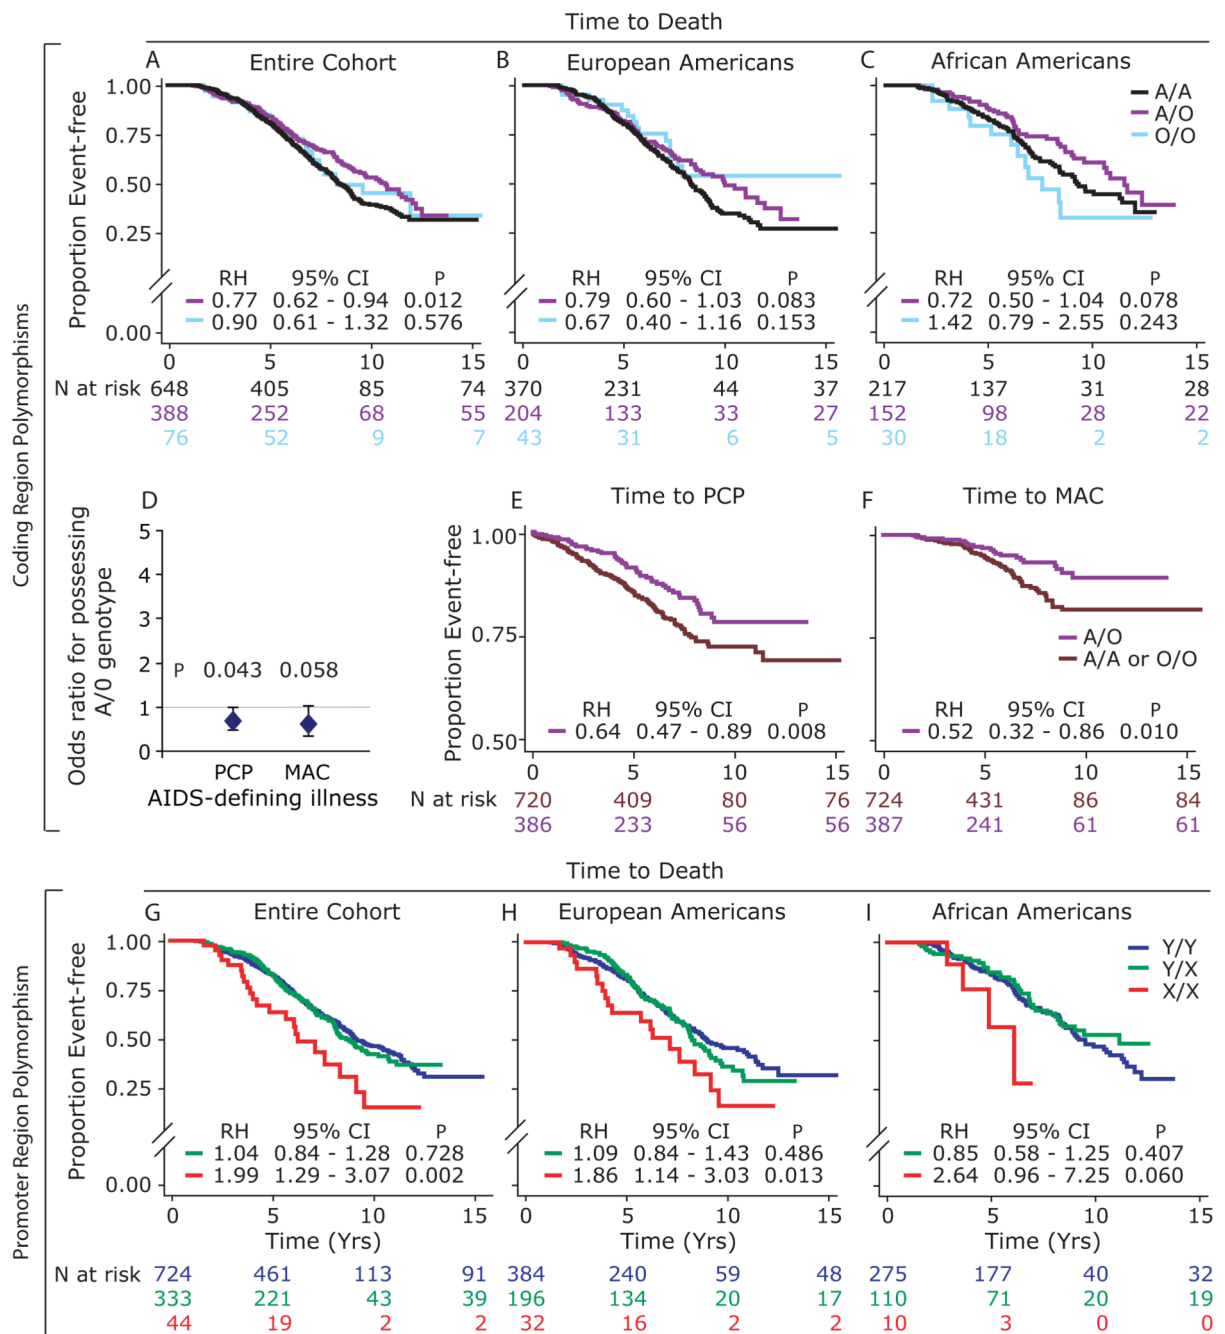 Time to Death
Coding Region Polymorphisms
A Entire Cohort
B European Americans
C African Americans
A/A
A/O
O/O
Proportion Event-free
1.00
0.75
0.50
0.25
0.00
RH 95% CI P
0.77 0.62 - 0.94 0.012
0.90 0.61 - 1.32 0.576
RH 95% CI P
0.79 0.60 - 1.03 0.083
0.67 0.40 - 1.16 0.153
RH 95% CI P
0.72 0.50 - 1.04 0.078
1.42 0.79 - 2.55 0.243
0 5 10 15 0 5 10 15 0 5 10 15
N at risk 648 405 85 74 370 231 44 37 217 137 31 28
388 252 68 55 204 133 33 27 152 98 28 22
76 52 9 7 43 31 6 5 30 18 2 2
D
Odds ratio for possessing
A/0 genotype
5
4
3
2
1
0
P 0.043 0.058
PCP MAC
AIDS-defining illness
E Time to PCP
Proportion Event-free
1.00
0.75
0.50
RH 95% CI P
0.64 0.47 - 0.89 0.008
0 5 10 15
F Time to MAC
A/O
A/A or O/O
RH 95% CI P
0.52 0.32 - 0.86 0.010
0 5 10 15
N at risk 720 409 80 76 724 431 86 84
386 233 56 56 387 241 61 61
Time to Death
Promoter Region Polymorphism
G Entire Cohort
H European Americans
I African Americans
Y/Y
Y/X
X/X
Proportion Event-free
1.00
0.75
0.50
0.25
0.00
RH 95% CI P
1.04 0.84 - 1.28 0.728
1.99 1.29 - 3.07 0.002
RH 95% CI P
1.09 0.84 - 1.43 0.486
1.86 1.14 - 3.03 0.013
RH 95% CI P
0.85 0.58 - 1.25 0.407
2.64 0.96 - 7.25 0.060
0 5 10 15 0 5 10 15 0 5 10 15
Time (Yrs) Time (Yrs) Time (Yrs)
N at risk 724 461 113 91 384 240 59 48 275 177 40 32
333 221 43 39 196 134 20 17 110 71 20 19
44 19 2 2 32 16 2 2 10 3 0 0